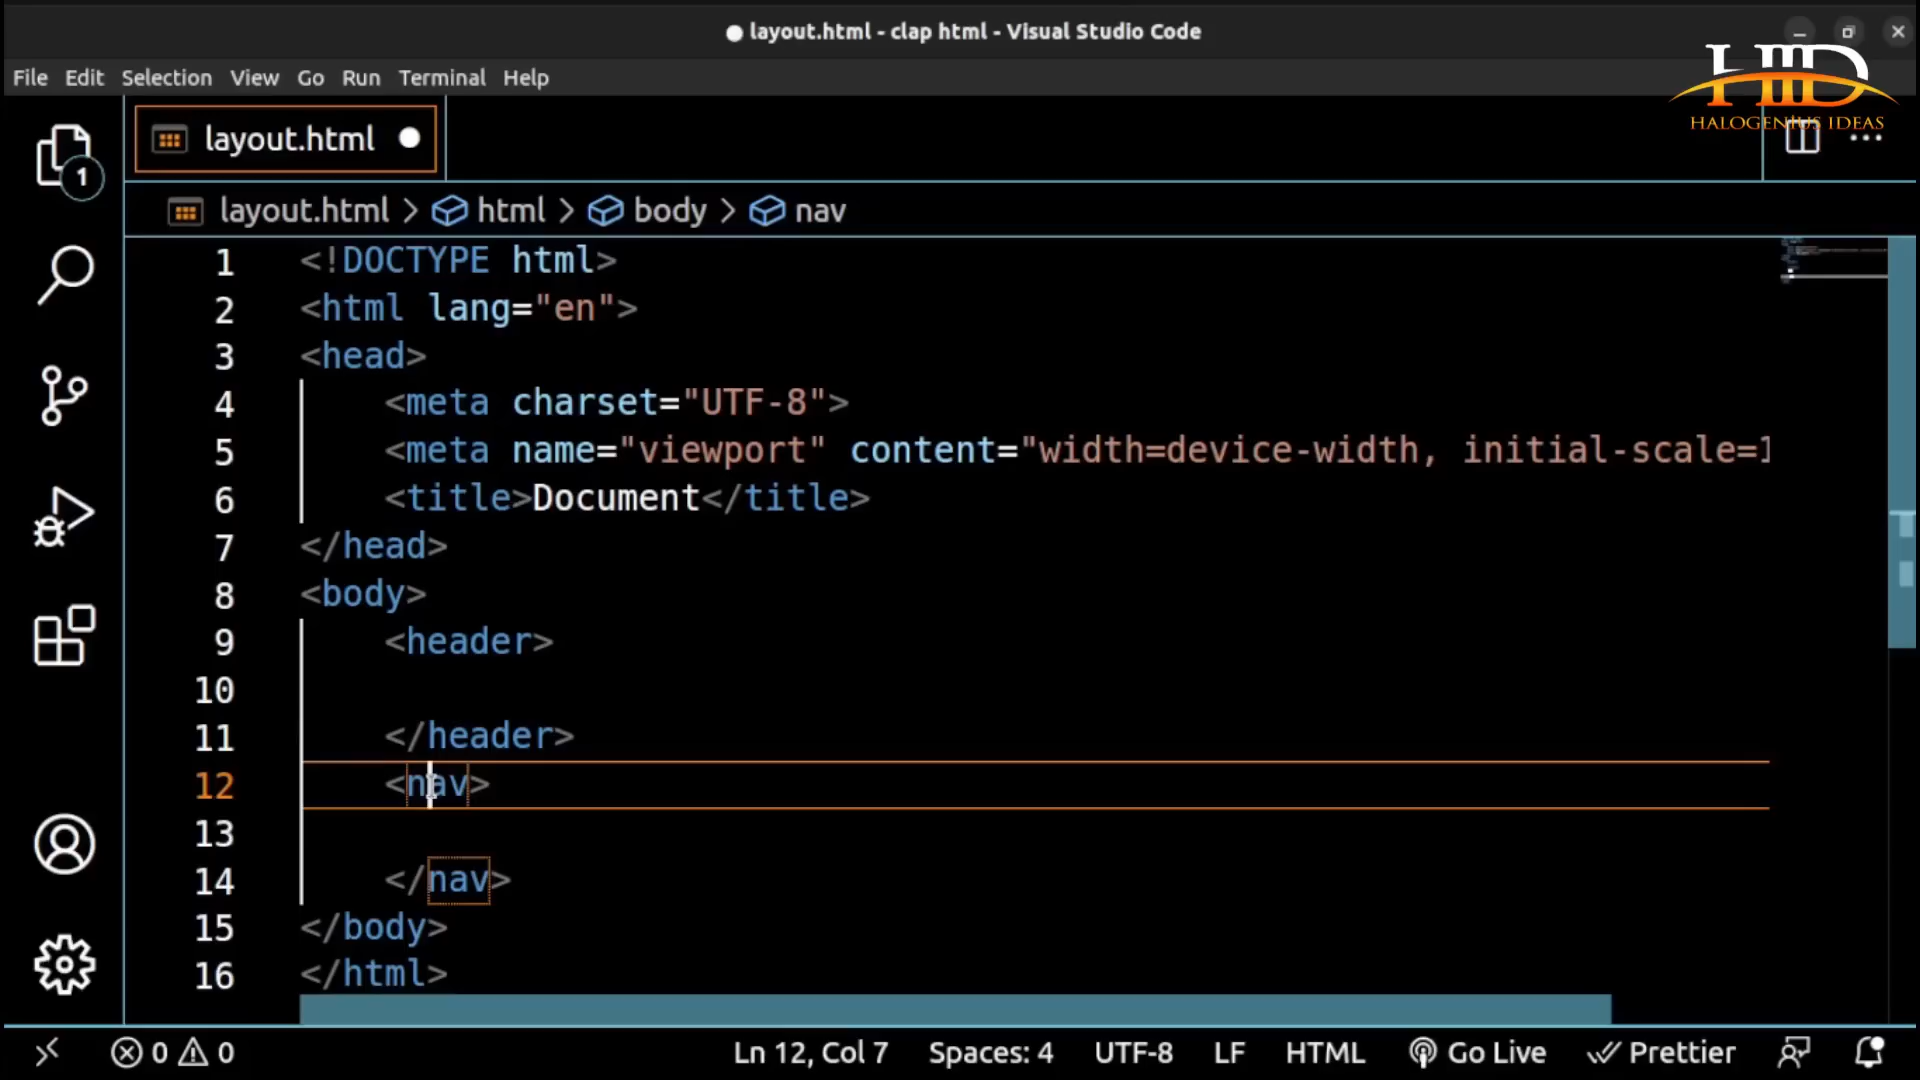 layout.html - clap html - Visual Studio Code
File Edit Selection View Go Run Terminal Help
HID
HALOGENIUS IDEAS
layout.html
1
layout.html > html > body > nav
1 <!DOCTYPE html>
2 <html lang="en">
3 <head>
4 <meta charset="UTF-8">
5 <meta name="viewport" content="width=device-width, initial-scale=1
6 <title>Document</title>
7 </head>
8 <body>
9 <header>
10
11 </header>
12 <nav>
13
14 </nav>
15 </body>
16 </html>
0 0 Ln 12, Col 7 Spaces: 4 UTF-8 LF HTML Go Live Prettier